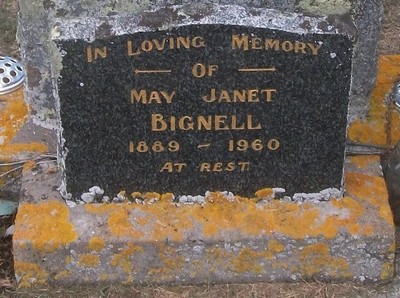 In Loving Memory
— Of —
May Janet
Bignell
1889 ~ 1960
At Rest